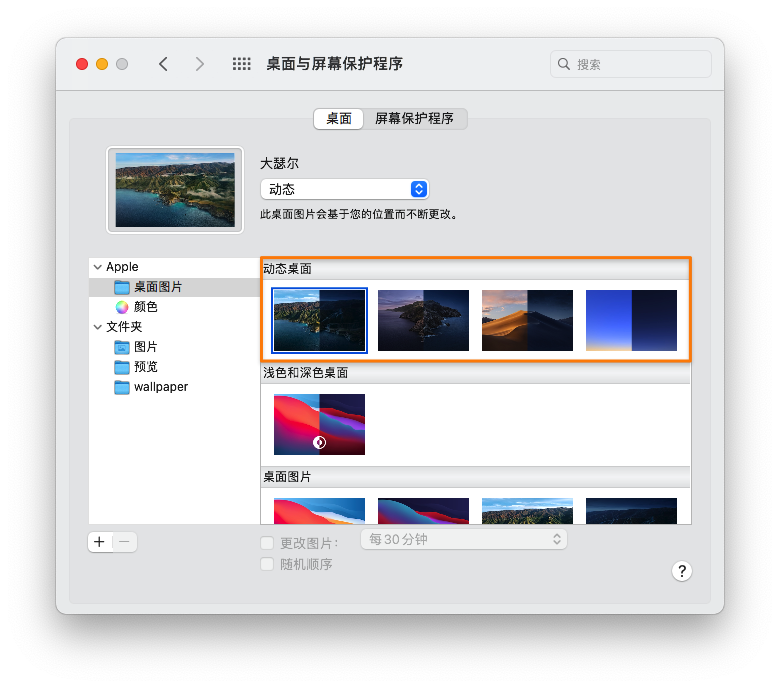 桌面与屏幕保护程序
搜索
桌面
屏幕保护程序
大瑟尔
动态
此桌面图片会基于您的位置而不断更改。
Apple
桌面图片
颜色
文件夹
图片
预览
wallpaper
动态桌面
浅色和深色桌面
桌面图片
+ −
更改图片：
每 30 分钟
随机顺序
?